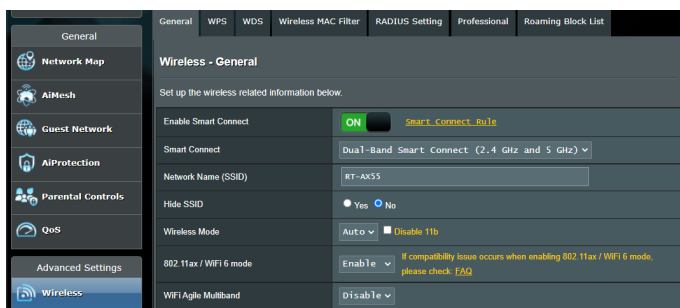 General
Network Map
AiMesh
Guest Network
AiProtection
Parental Controls
QoS
Advanced Settings
Wireless
General WPS WDS Wireless MAC Filter RADIUS Setting Professional Roaming Block List
Wireless - General
Set up the wireless related information below.
Enable Smart Connect ON Smart Connect Rule
Smart Connect Dual-Band Smart Connect (2.4 GHz and 5 GHz)
Network Name (SSID) RT-AX55
Hide SSID Yes No
Wireless Mode Auto Disable 11b
802.11ax / WiFi 6 mode Enable If compatibility issue occurs when enabling 802.11ax / WiFi 6 mode,
please check: FAQ
WiFi Agile Multiband Disable